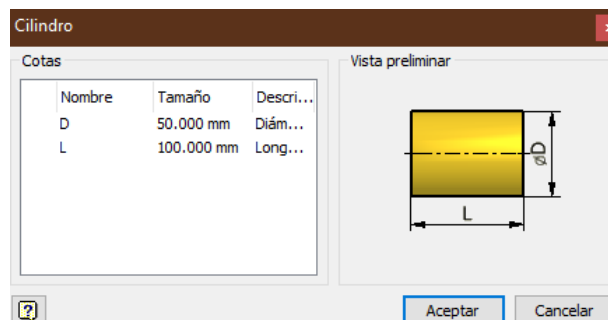 Cilindro
Cotas
Nombre Tamaño Descri...
D 50.000 mm Diám...
L 100.000 mm Long...
Vista preliminar
øD
L
?
Aceptar Cancelar